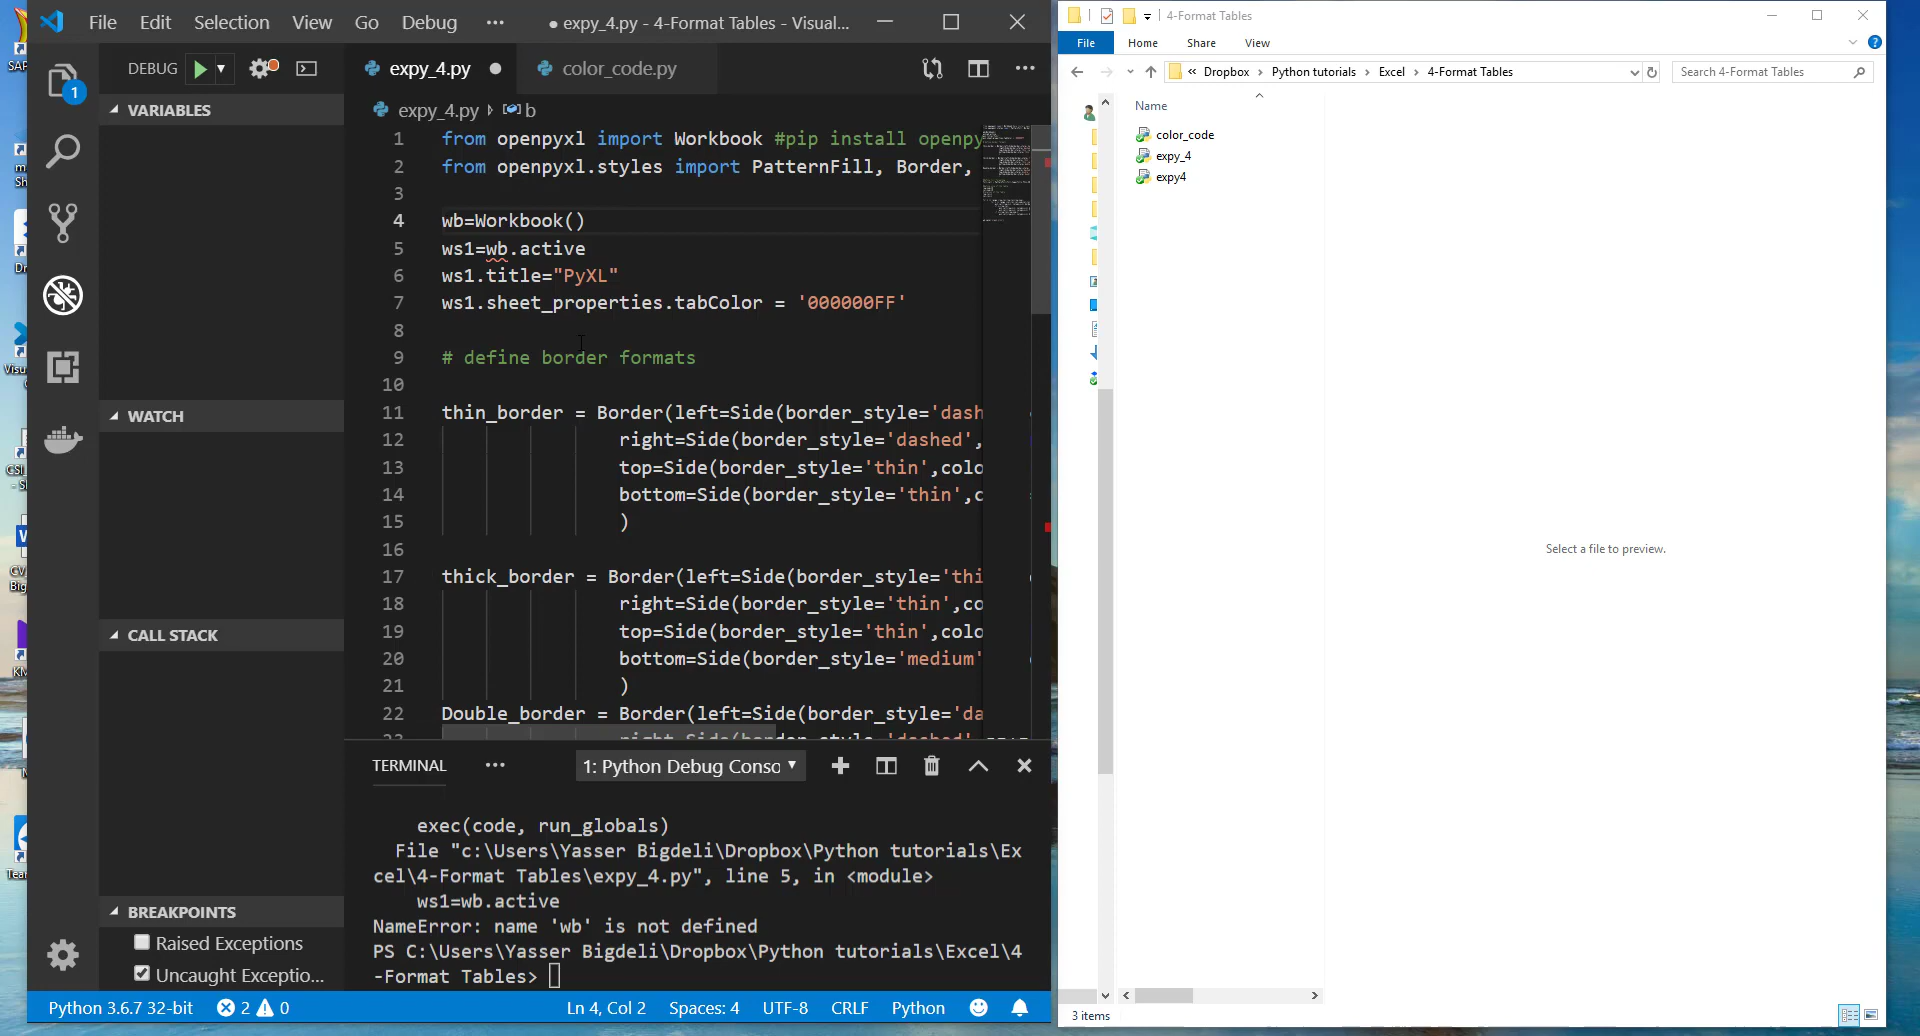 File Edit Selection View Go Debug ··· ● expy_4.py - 4-Format Tables - Visual...
DEBUG
expy_4.py ● color_code.py
VARIABLES
expy_4.py b
1 from openpyxl import Workbook #pip install openpy
2 from openpyxl.styles import PatternFill, Border,
3
4 wb=Workbook()
5 ws1=wb.active
6 ws1.title="PyXL"
7 ws1.sheet_properties.tabColor = '000000FF'
8
9 # define border formats
10
11 thin_border = Border(left=Side(border_style='dash
12 right=Side(border_style='dashed',
13 top=Side(border_style='thin',colo
14 bottom=Side(border_style='thin',c
15 )
16
17 thick_border = Border(left=Side(border_style='thi
18 right=Side(border_style='thin',co
19 top=Side(border_style='thin',colo
20 bottom=Side(border_style='medium'
21 )
22 Double_border = Border(left=Side(border_style='da
WATCH
CALL STACK
BREAKPOINTS
Raised Exceptions
Uncaught Exceptio...
1
TERMINAL ··· 1: Python Debug Conso
exec(code, run_globals)
File "c:\Users\Yasser Bigdeli\Dropbox\Python tutorials\Ex
cel\4-Format Tables\expy_4.py", line 5, in <module>
ws1=wb.active
NameError: name 'wb' is not defined
PS C:\Users\Yasser Bigdeli\Dropbox\Python tutorials\Excel\4
-Format Tables>
Python 3.6.7 32-bit 2 0 Ln 4, Col 2 Spaces: 4 UTF-8 CRLF Python
4-Format Tables
File Home Share View
« Dropbox Python tutorials Excel 4-Format Tables Search 4-Format Tables
Name
color_code
expy_4
expy4
Select a file to preview.
3 items